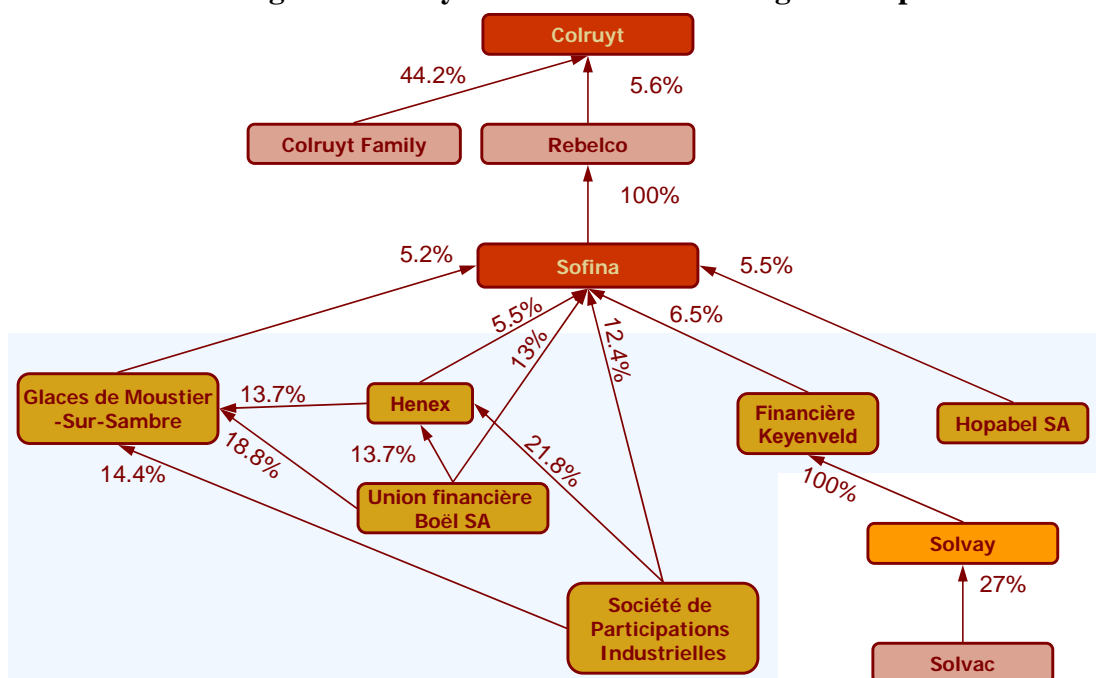 Colruyt
44.2%
5.6%
Colruyt Family
Rebelco
100%
5.2%
Sofina
5.5%
5.5%
13%
12.4%
6.5%
Glaces de Moustier
-Sur-Sambre
13.7%
Henex
Financière
Keyenveld
Hopabel SA
18.8%
13.7%
21.8%
14.4%
100%
Union financière
Boël SA
Solvay
27%
Société de
Participations
Industrielles
Solvac